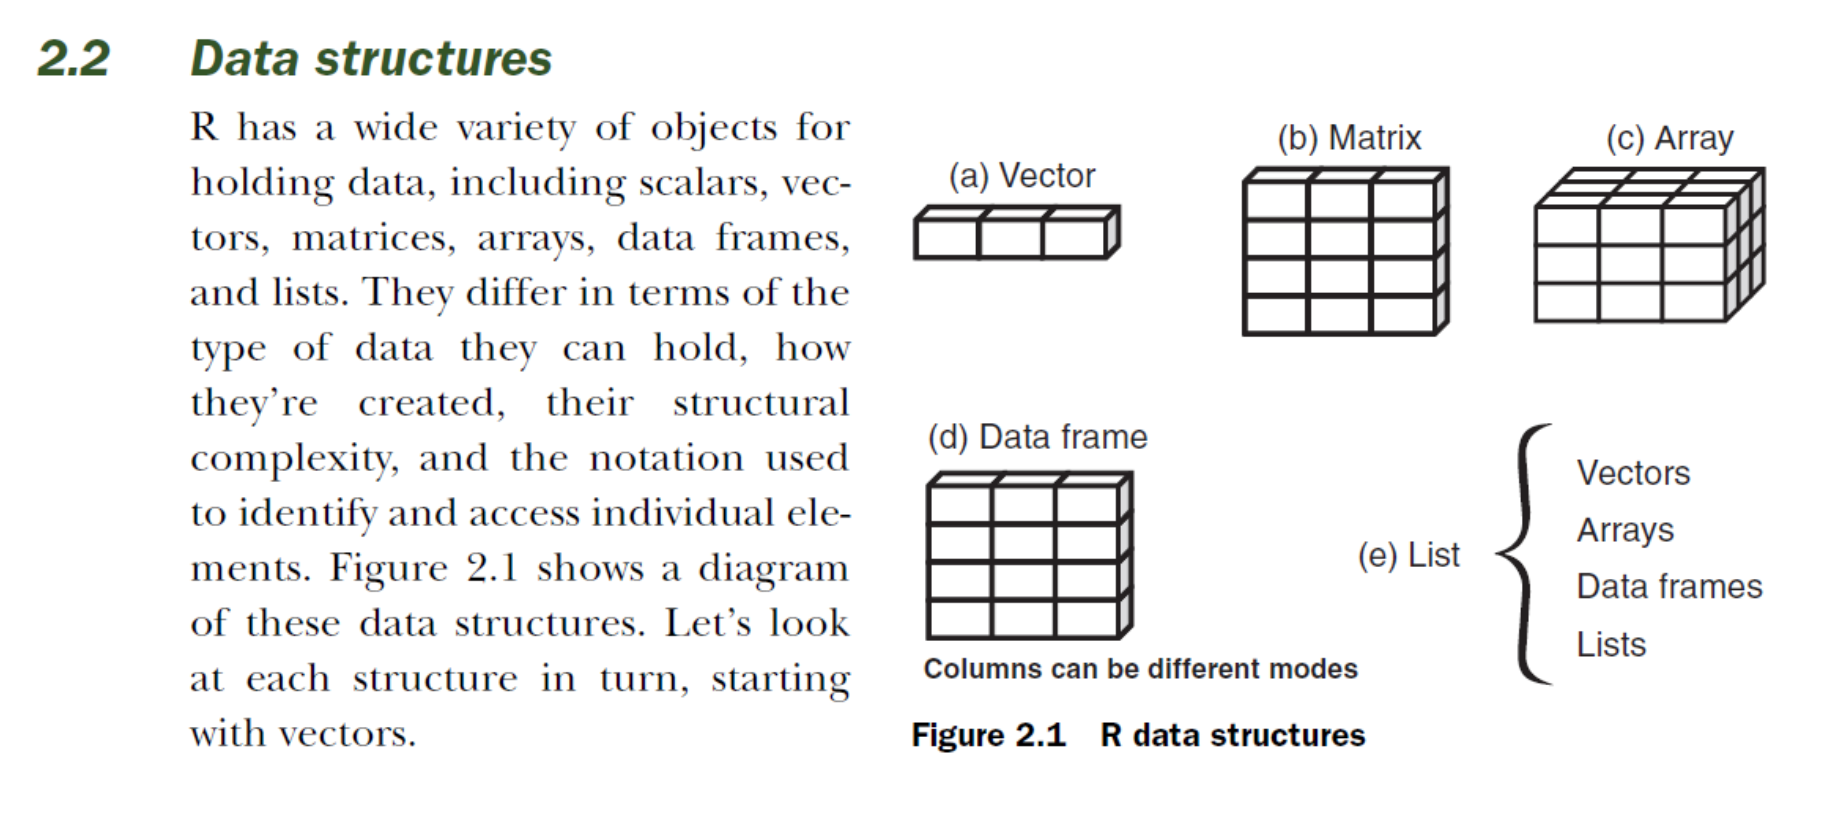 2.2 Data structures
R has a wide variety of objects for
holding data, including scalars, vec-
tors, matrices, arrays, data frames,
and lists. They differ in terms of the
type of data they can hold, how
they're created, their structural
complexity, and the notation used
to identify and access individual ele-
ments. Figure 2.1 shows a diagram
of these data structures. Let's look
at each structure in turn, starting
with vectors.
(a) Vector
(b) Matrix
(c) Array
(d) Data frame
Columns can be different modes
(e) List
Vectors
Arrays
Data frames
Lists
Figure 2.1 R data structures